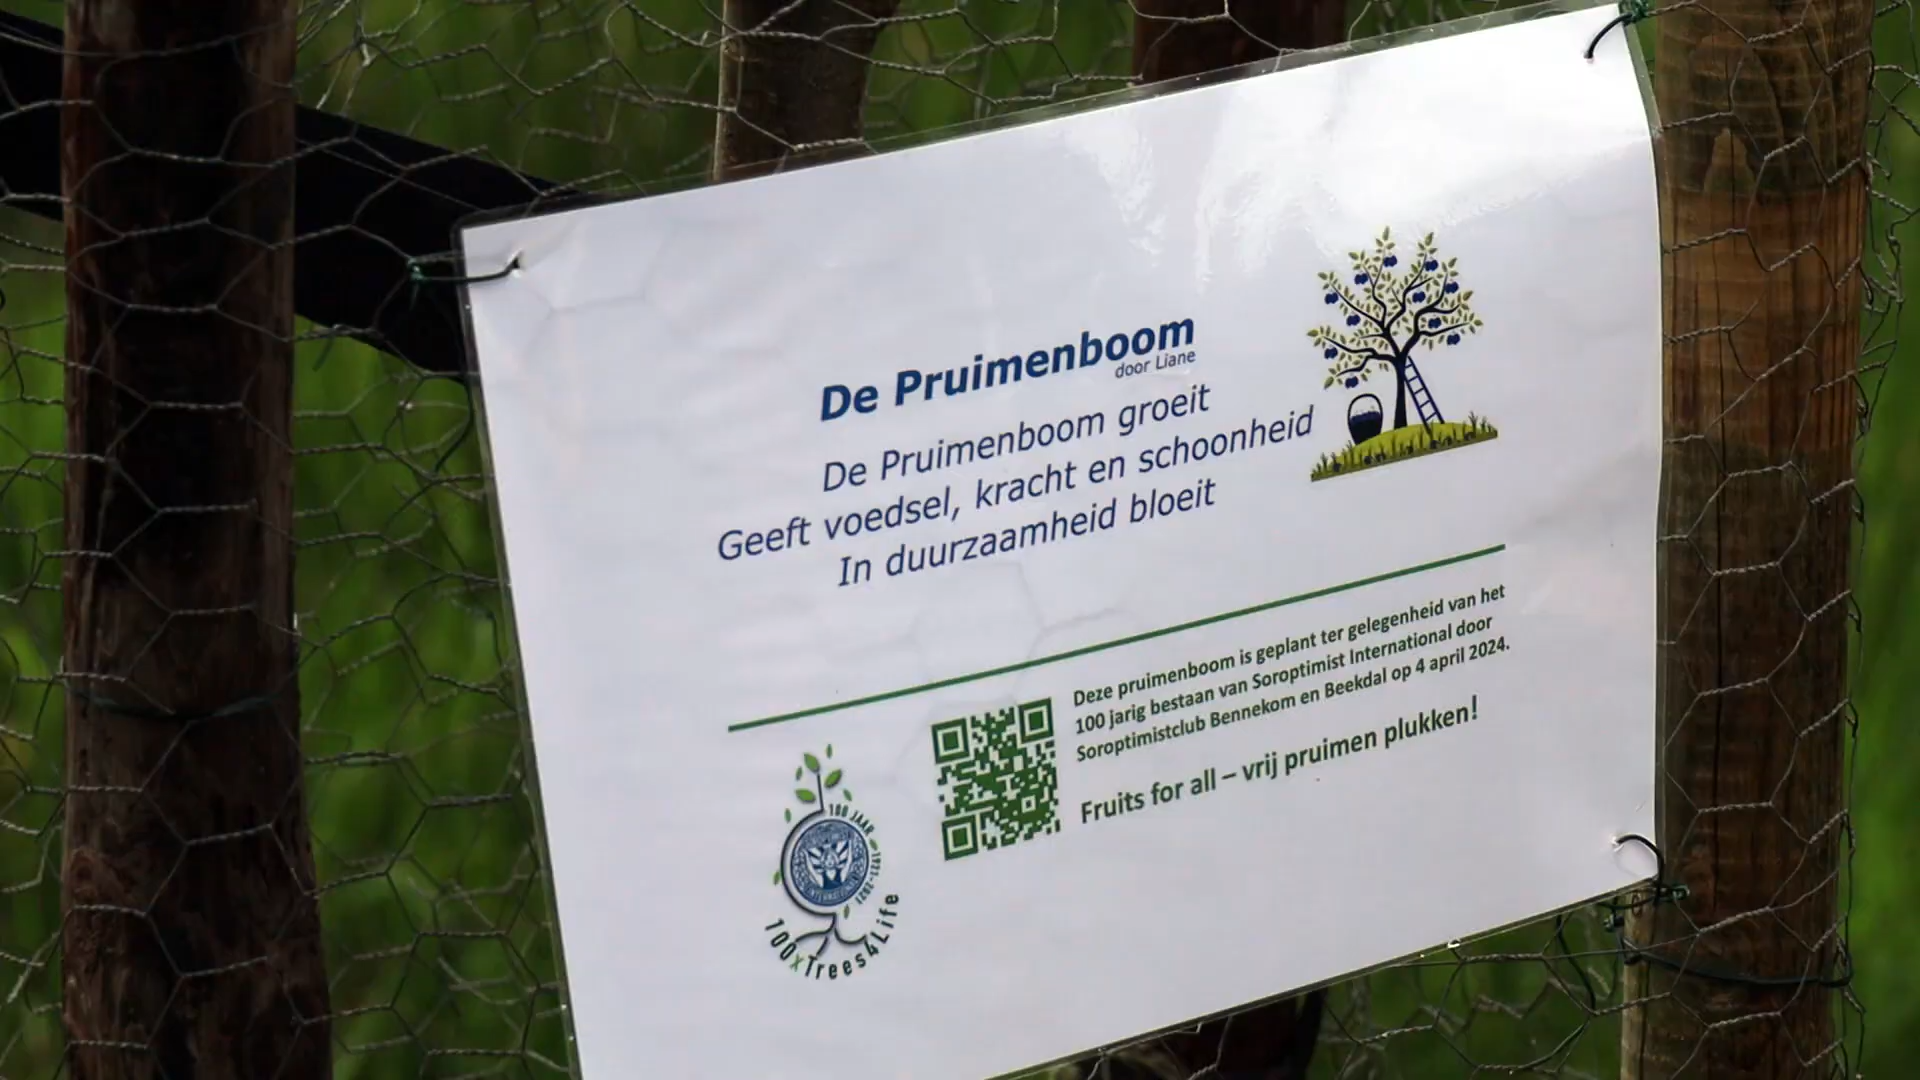 De Pruimenboom
door Liane
De Pruimenboom groeit
Geeft voedsel, kracht en schoonheid
In duurzaamheid bloeit
Deze pruimenboom is geplant ter gelegenheid van het
100 jarig bestaan van Soroptimist International door
Soroptimistclub Bennekom en Beekdal op 4 april 2024.
Fruits for all – vrij pruimen plukken!
100 JAAR
1921-2021
100xTrees4Life